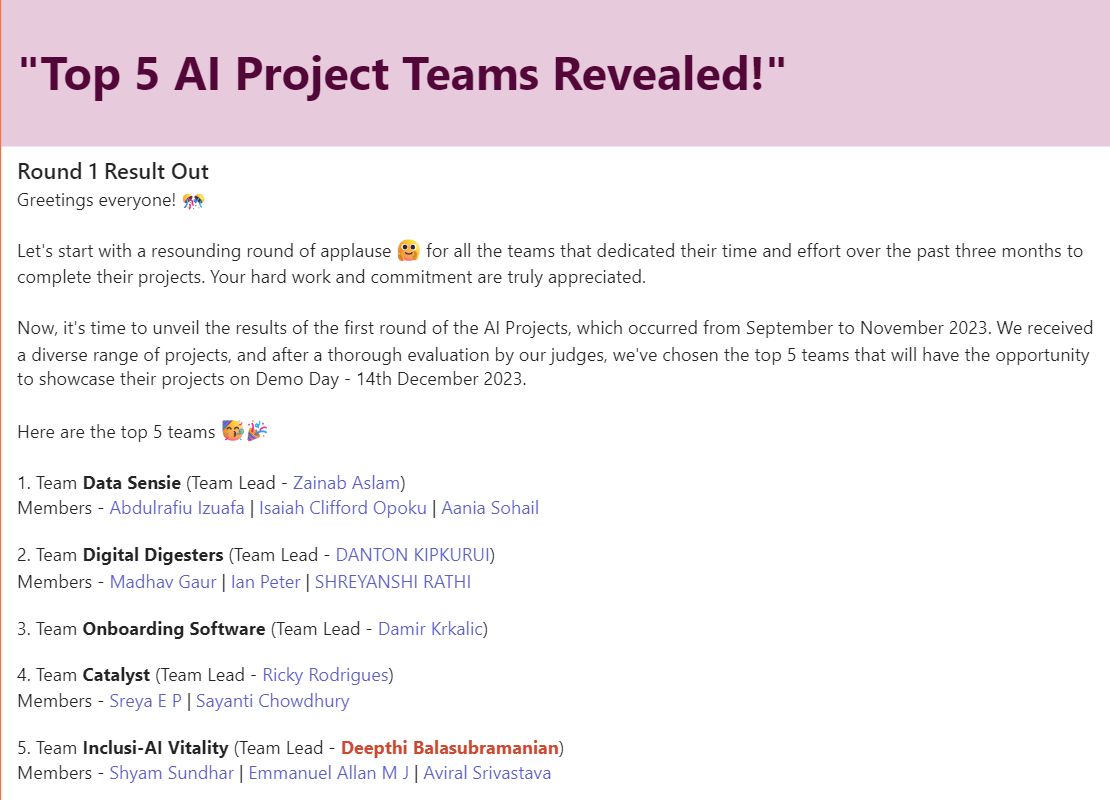 "Top 5 AI Project Teams Revealed!"
Round 1 Result Out
Greetings everyone! 🎊
Let's start with a resounding round of applause 🤗 for all the teams that dedicated their time and effort over the past three months to
complete their projects. Your hard work and commitment are truly appreciated.
Now, it's time to unveil the results of the first round of the AI Projects, which occurred from September to November 2023. We received
a diverse range of projects, and after a thorough evaluation by our judges, we've chosen the top 5 teams that will have the opportunity
to showcase their projects on Demo Day - 14th December 2023.
Here are the top 5 teams 🥳🎉
1. Team Data Sensie (Team Lead - Zainab Aslam)
Members - Abdulrafiu Izuafa | Isaiah Clifford Opoku | Aania Sohail
2. Team Digital Digesters (Team Lead - DANTON KIPKURUI)
Members - Madhav Gaur | Ian Peter | SHREYANSHI RATHI
3. Team Onboarding Software (Team Lead - Damir Krkalic)
4. Team Catalyst (Team Lead - Ricky Rodrigues)
Members - Sreya E P | Sayanti Chowdhury
5. Team Inclusi-AI Vitality (Team Lead - Deepthi Balasubramanian)
Members - Shyam Sundhar | Emmanuel Allan M J | Aviral Srivastava